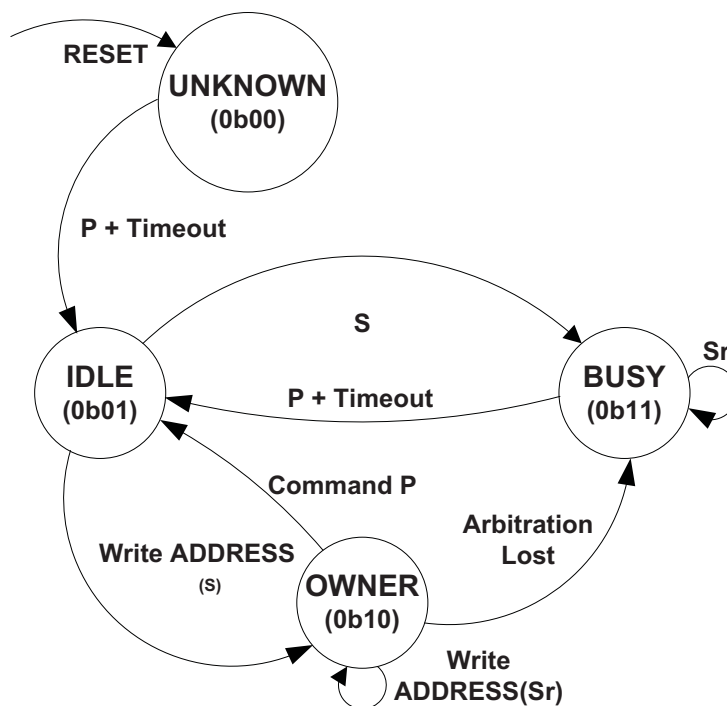 RESET
UNKNOWN
(0b00)
P + Timeout
S
IDLE
(0b01)
BUSY
(0b11)
Sr
P + Timeout
Command P
Arbitration
Lost
Write ADDRESS
(S)
OWNER
(0b10)
Write
ADDRESS(Sr)